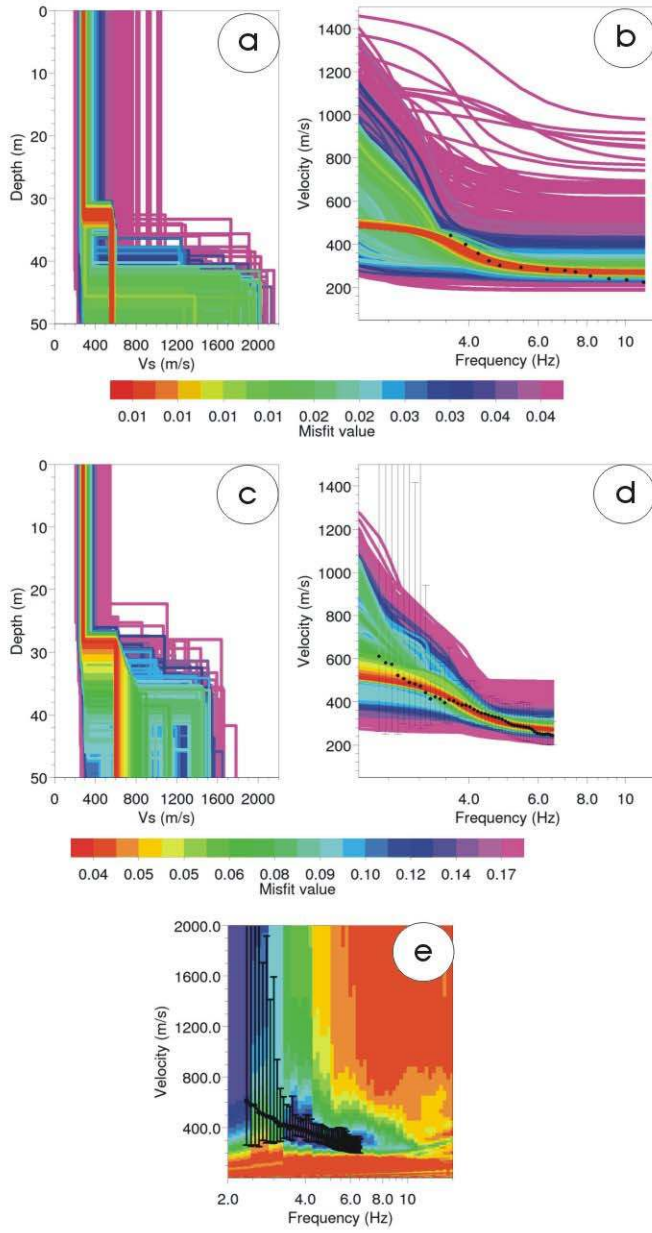 a
b
0
10
20
30
40
50
Depth (m)
0 400 800 1200 1600 2000
Vs (m/s)
1400
1200
1000
800
600
400
200
Velocity (m/s)
4.0 6.0 8.0 10
Frequency (Hz)
0.01 0.01 0.01 0.01 0.02 0.02 0.03 0.03 0.04 0.04
Misfit value
c
d
0
10
20
30
40
50
Depth (m)
0 400 800 1200 1600 2000
Vs (m/s)
1400
1200
1000
800
600
400
200
Velocity (m/s)
4.0 6.0 8.0 10
Frequency (Hz)
0.04 0.05 0.05 0.06 0.08 0.09 0.10 0.12 0.14 0.17
Misfit value
e
2000.0
1600.0
1200.0
800.0
400.0
Velocity (m/s)
2.0 4.0 6.0 8.0 10
Frequency (Hz)